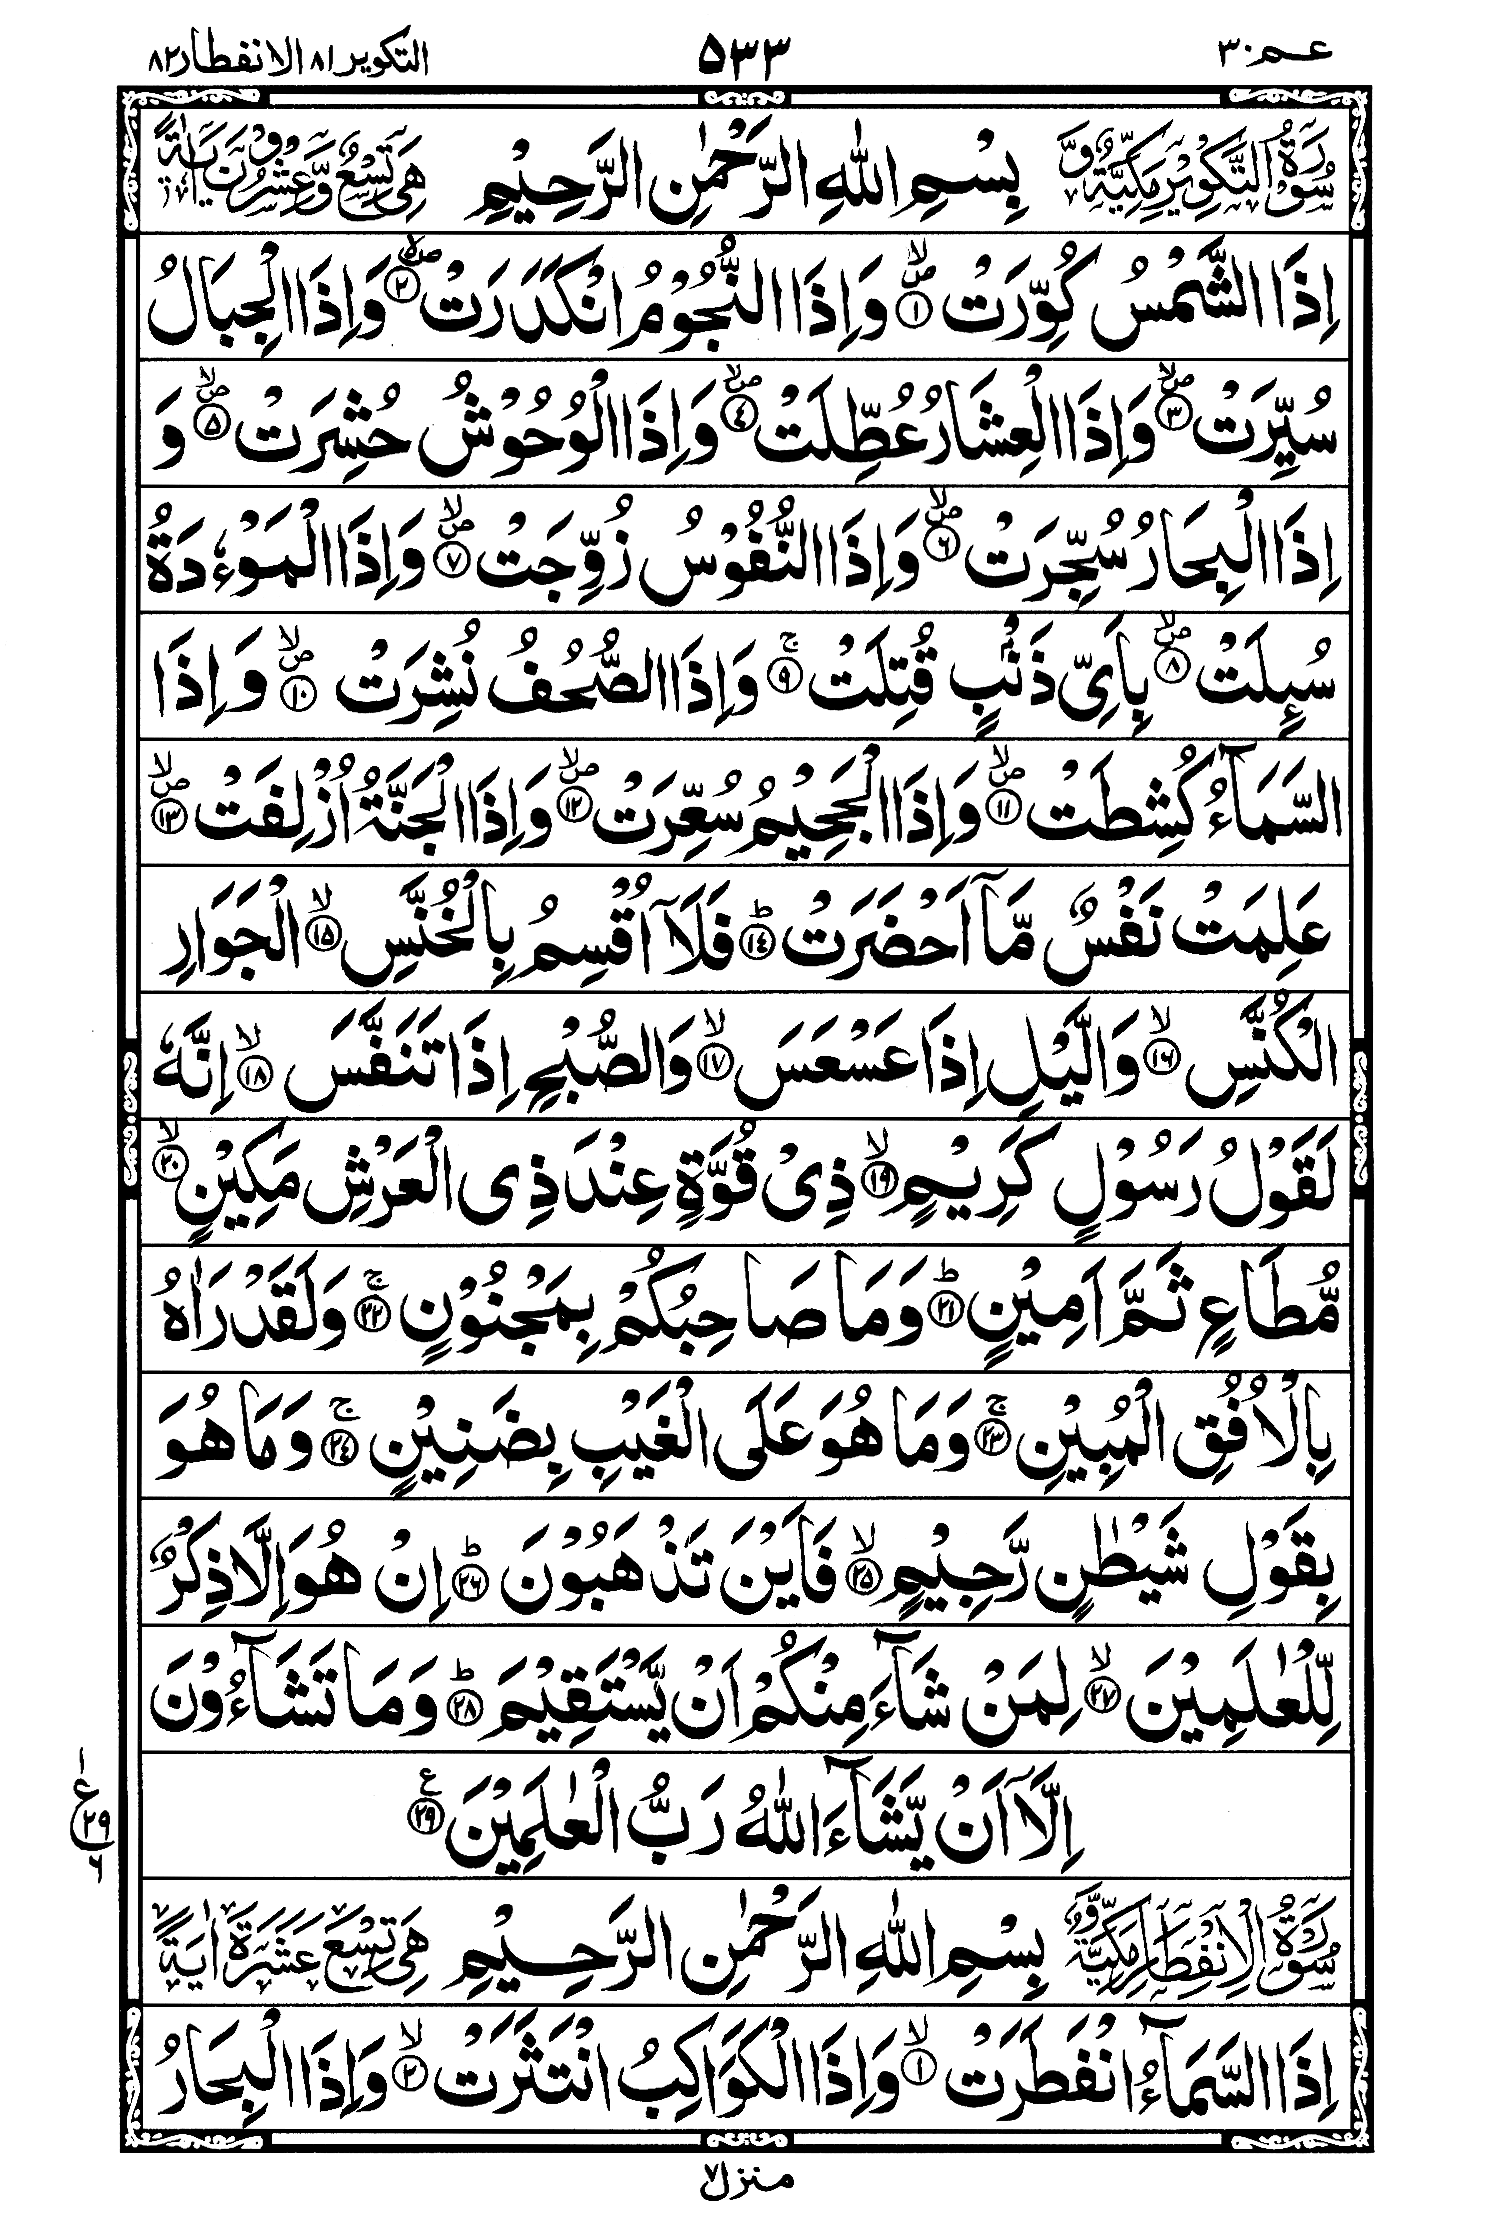 عـم ٣٠
٥٣٣
التكوير ٨١ الانفطار ٨٢
سُوْرَةُ التَّكْوِيْرِ مَكِّيَّةٌ وَّ
بِسْمِ اللّٰهِ الرَّحْمٰنِ الرَّحِيْمِ
هِىَ تِسْعٌ وَّعِشْرُوْنَ اٰيَةً
اِذَا الشَّمْسُ كُوِّرَتْ ۪ۙ﴿١﴾ وَاِذَا النُّجُوْمُ انْكَدَرَتْ ۪ۙ﴿٢﴾ وَاِذَا الْجِبَالُ
سُيِّرَتْ ۪ۙ﴿٣﴾ وَاِذَا الْعِشَارُ عُطِّلَتْ ۪ۙ﴿٤﴾ وَاِذَا الْوُحُوْشُ حُشِرَتْ ۪ۙ﴿٥﴾ وَ
اِذَا الْبِحَارُ سُجِّرَتْ ۪ۙ﴿٦﴾ وَاِذَا النُّفُوْسُ زُوِّجَتْ ۪ۙ﴿٧﴾ وَاِذَا الْمَوْءٗدَةُ
سُىِٕلَتْ ۪ۙ﴿٨﴾ بِاَىِّ ذَنْۢبٍ قُتِلَتْ ۚ﴿٩﴾ وَاِذَا الصُّحُفُ نُشِرَتْ ۪ۙ﴿١٠﴾ وَاِذَا
السَّمَآءُ كُشِطَتْ ۪ۙ﴿١١﴾ وَاِذَا الْجَحِيْمُ سُعِّرَتْ ۪ۙ﴿١٢﴾ وَاِذَا الْجَنَّةُ اُزْلِفَتْ ۪ۙ﴿١٣﴾
عَلِمَتْ نَفْسٌ مَّاۤ اَحْضَرَتْ ؕ﴿١٤﴾ فَلَاۤ اُقْسِمُ بِالْخُنَّسِ ۙ﴿١٥﴾ الْجَوَارِ
الْكُنَّسِ ۙ﴿١٦﴾ وَالَّيْلِ اِذَا عَسْعَسَ ۙ﴿١٧﴾ وَالصُّبْحِ اِذَا تَنَفَّسَ ۙ﴿١٨﴾ اِنَّهٗ
لَقَوْلُ رَسُوْلٍ كَرِيْمٍ ۙ﴿١٩﴾ ذِىْ قُوَّةٍ عِنْدَ ذِى الْعَرْشِ مَكِيْنٍ ۙ﴿٢٠﴾
مُّطَاعٍ ثَمَّ اَمِيْنٍ ؕ﴿٢١﴾ وَمَا صَاحِبُكُمْ بِمَجْنُوْنٍ ۚ﴿٢٢﴾ وَلَقَدْ رَاٰهُ
بِالْاُفُقِ الْمُبِيْنِ ۚ﴿٢٣﴾ وَمَا هُوَ عَلَى الْغَيْبِ بِضَنِيْنٍ ۚ﴿٢٤﴾ وَمَا هُوَ
بِقَوْلِ شَيْطٰنٍ رَّجِيْمٍ ۙ﴿٢٥﴾ فَاَيْنَ تَذْهَبُوْنَ ؕ﴿٢٦﴾ اِنْ هُوَ اِلَّا ذِكْرٌ
لِّلْعٰلَمِيْنَ ۙ﴿٢٧﴾ لِمَنْ شَآءَ مِنْكُمْ اَنْ يَّسْتَقِيْمَ ؕ﴿٢٨﴾ وَمَا تَشَآءُوْنَ
اِلَّاۤ اَنْ يَّشَآءَ اللّٰهُ رَبُّ الْعٰلَمِيْنَ ﴿٢٩﴾ ع
١
ع ٢٩
٦
سُوْرَةُ الْاِنْفِطَارِ مَكِّيَّةٌ وَّ
بِسْمِ اللّٰهِ الرَّحْمٰنِ الرَّحِيْمِ
هِىَ تِسْعَ عَشَرَةَ اٰيَةً
اِذَا السَّمَآءُ انْفَطَرَتْ ۙ﴿١﴾ وَاِذَا الْكَوَاكِبُ انْتَثَرَتْ ۙ﴿٢﴾ وَاِذَا الْبِحَارُ
منزل ٧